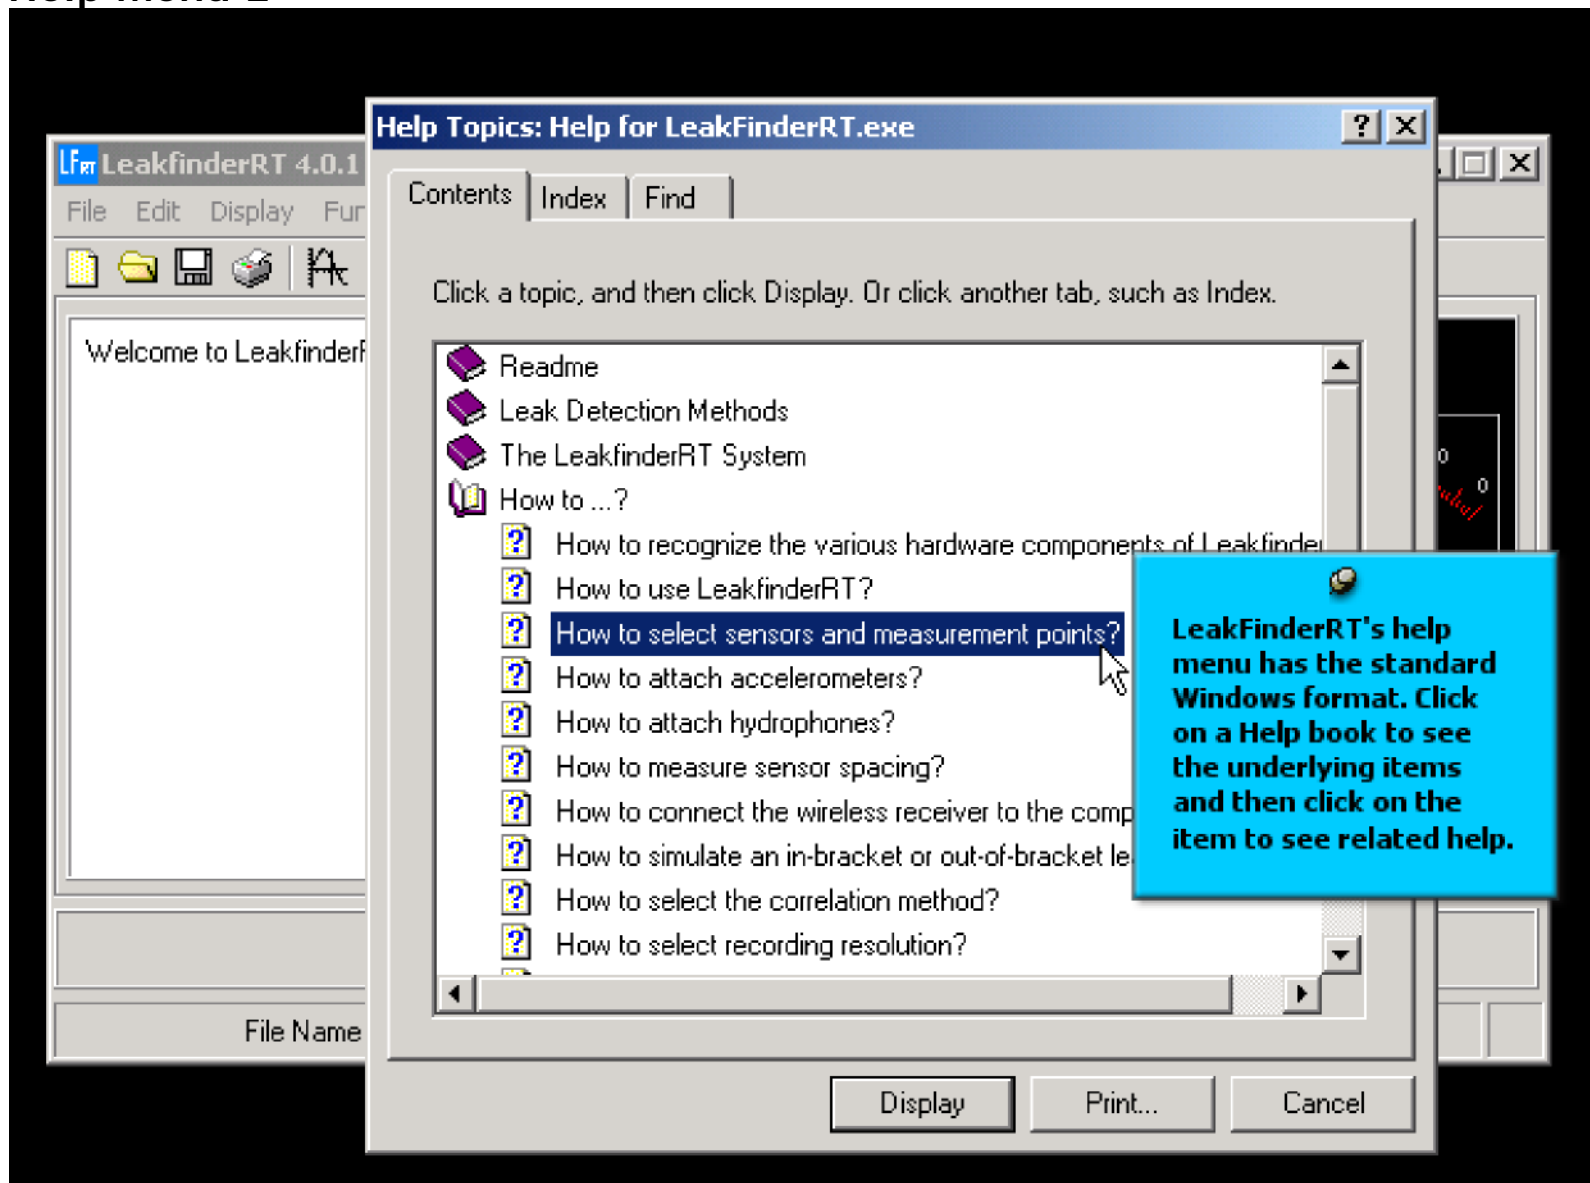 Help Topics: Help for LeakFinderRT.exe
LFRT LeakfinderRT 4.0.1
File Edit Display Fur
Contents Index Find
Click a topic, and then click Display. Or click another tab, such as Index.
Welcome to Leakfinder
Readme
Leak Detection Methods
The LeakfinderRT System
How to ...?
0
0
How to recognize the various hardware components of Leakfinder
How to use LeakfinderRT?
How to select sensors and measurement points?
How to attach accelerometers?
How to attach hydrophones?
How to measure sensor spacing?
How to connect the wireless receiver to the comp
How to simulate an in-bracket or out-of-bracket le
How to select the correlation method?
How to select recording resolution?
LeakFinderRT's help
menu has the standard
Windows format. Click
on a Help book to see
the underlying items
and then click on the
item to see related help.
File Name
Display Print... Cancel